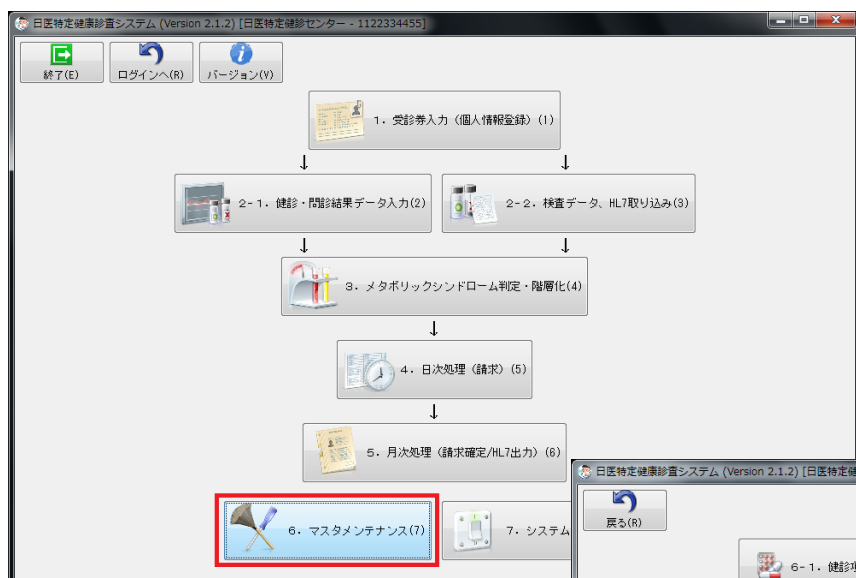 日医特定健康診査システム (Version 2.1.2) [日医特定健診センター - 1122334455]
終了(E)
ログインへ(R)
バージョン(V)
1. 受診券入力（個人情報登録）(1)
↓ ↓
2-1. 健診・問診結果データ入力(2)
2-2. 検査データ、HL7取り込み(3)
↓ ↓
3. メタボリックシンドローム判定・階層化(4)
↓
4. 日次処理（請求）(5)
↓
5. 月次処理（請求確定/HL7出力）(6)
6. マスタメンテナンス(7)
7. システム
日医特定健康診査システム (Version 2.1.2) [日医特定健
戻る(R)
6-1. 健診項